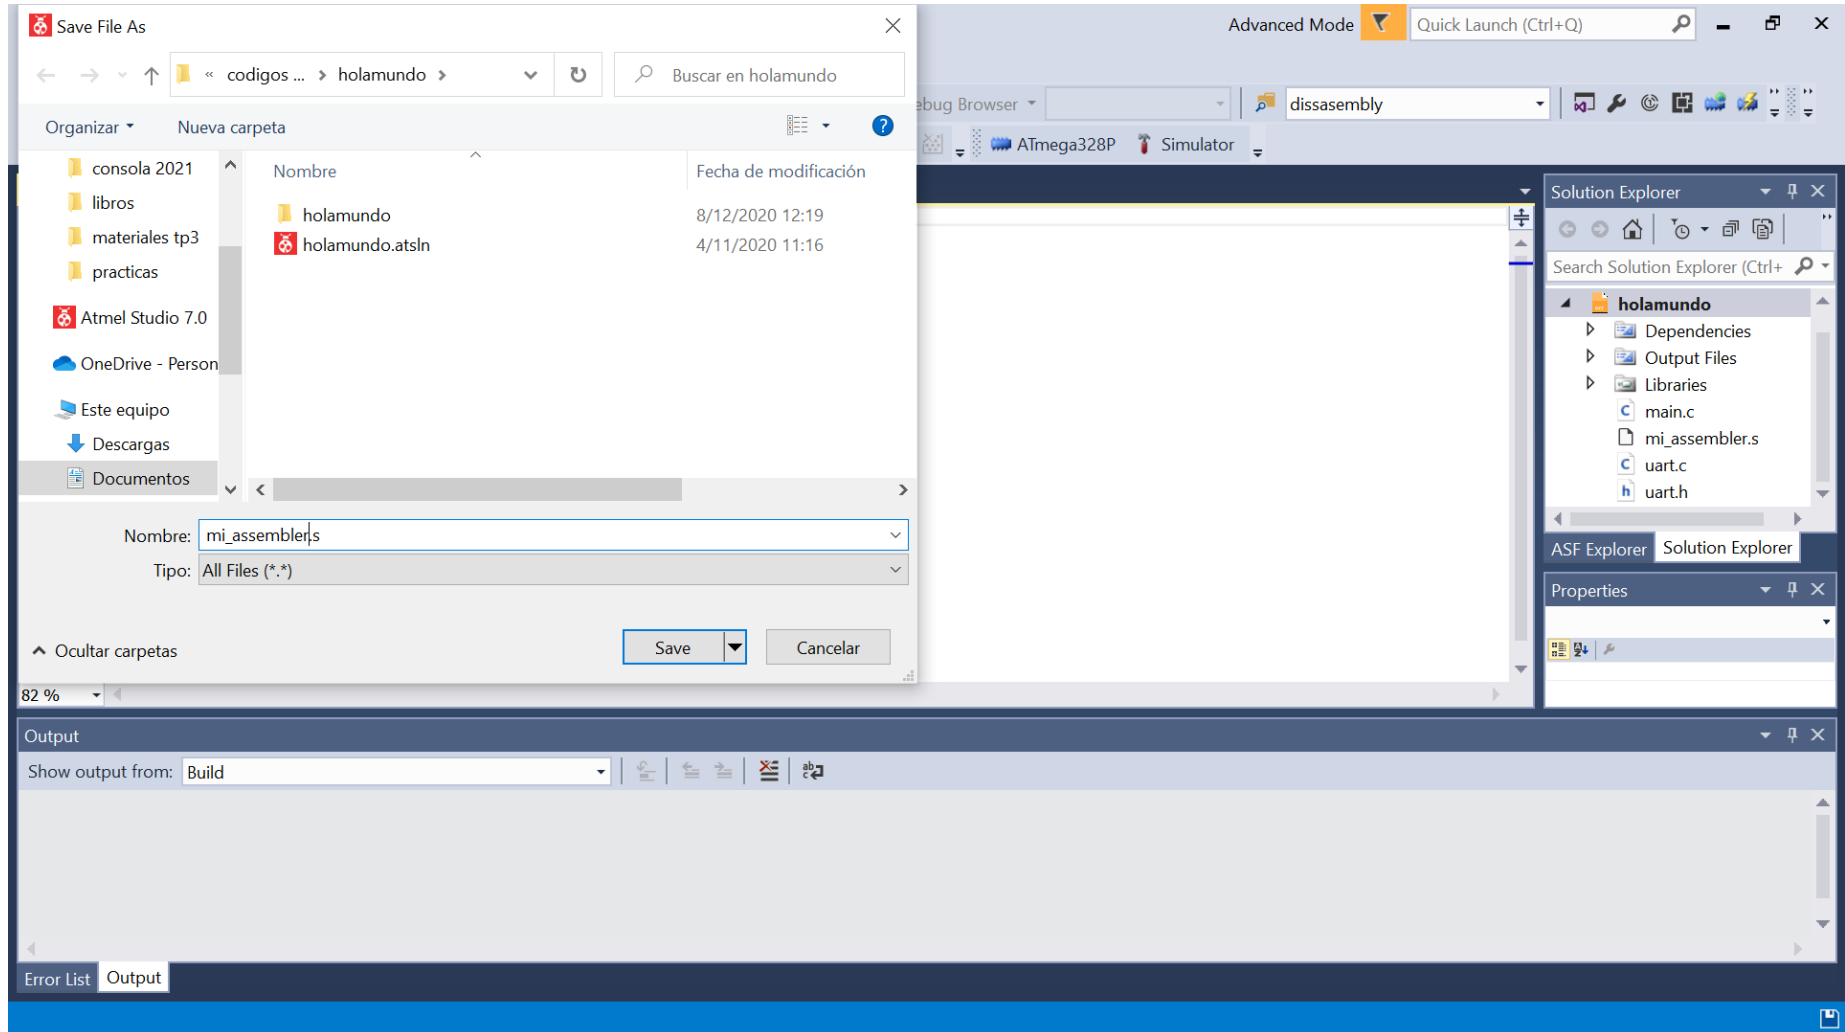 Save File As
Advanced Mode
Quick Launch (Ctrl+Q)
« codigos ... > holamundo >
Buscar en holamundo
ebug Browser
dissasembly
Organizar
Nueva carpeta
ATmega328P
Simulator
consola 2021
libros
materiales tp3
practicas
Atmel Studio 7.0
OneDrive - Person
Este equipo
Descargas
Documentos
Nombre
Fecha de modificación
holamundo
8/12/2020 12:19
holamundo.atsln
4/11/2020 11:16
Nombre: mi_assembler.s
Tipo: All Files (*.*)
Ocultar carpetas
Save
Cancelar
82 %
Solution Explorer
Search Solution Explorer (Ctrl+
holamundo
Dependencies
Output Files
Libraries
main.c
mi_assembler.s
uart.c
uart.h
ASF Explorer
Solution Explorer
Properties
Output
Show output from: Build
Error List
Output